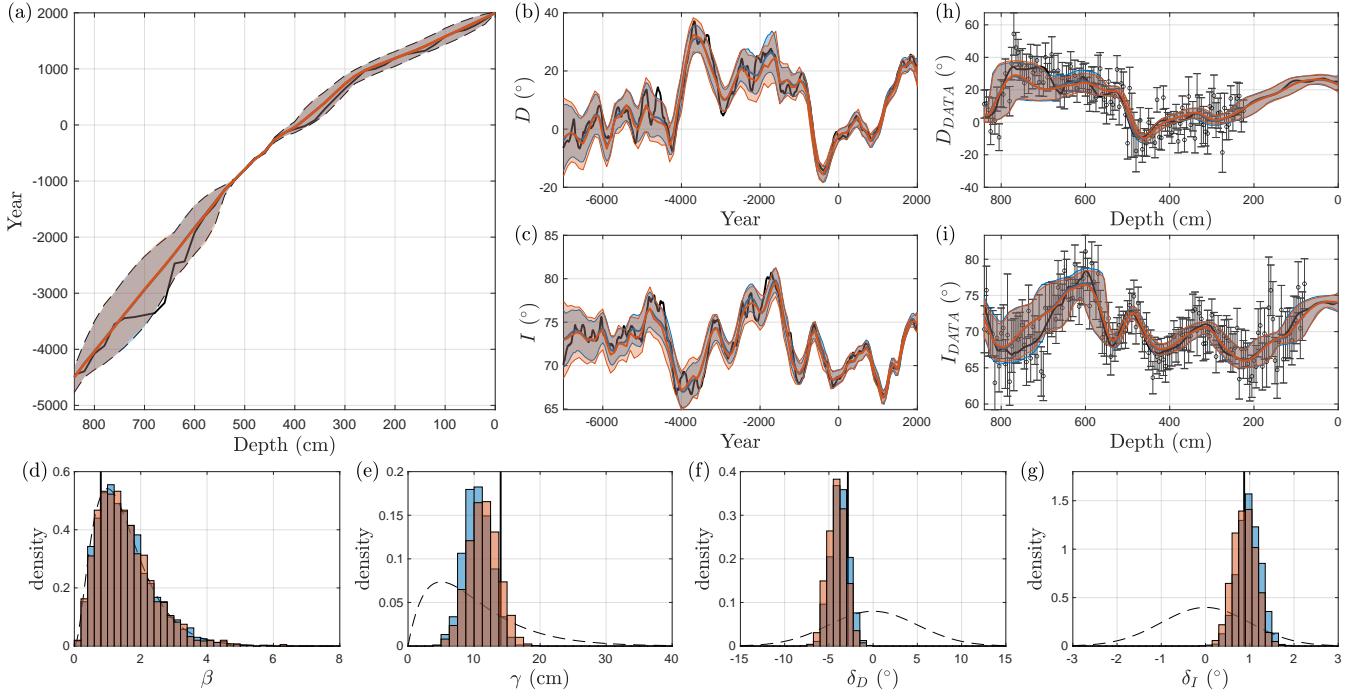 (a)
2000
1000
0
-1000
-2000
-3000
-4000
-5000
Year
800 700 600 500 400 300 200 100 0
Depth (cm)
(b)
40
20
0
-20
D (°)
-6000 -4000 -2000 0 2000
Year
(h)
60
40
20
0
-20
-40
D_DATA (°)
800 600 400 200 0
Depth (cm)
(c)
85
80
75
70
65
I (°)
-6000 -4000 -2000 0 2000
Year
(i)
80
75
70
65
60
I_DATA (°)
800 600 400 200 0
Depth (cm)
(d)
0.6
0.4
0.2
0
density
0 2 4 6 8
β
(e)
0.2
0.15
0.1
0.05
0
density
0 10 20 30 40
γ (cm)
(f)
0.4
0.3
0.2
0.1
0
density
-15 -10 -5 0 5 10 15
δ_D (°)
(g)
1.5
1
0.5
0
density
-3 -2 -1 0 1 2 3
δ_I (°)